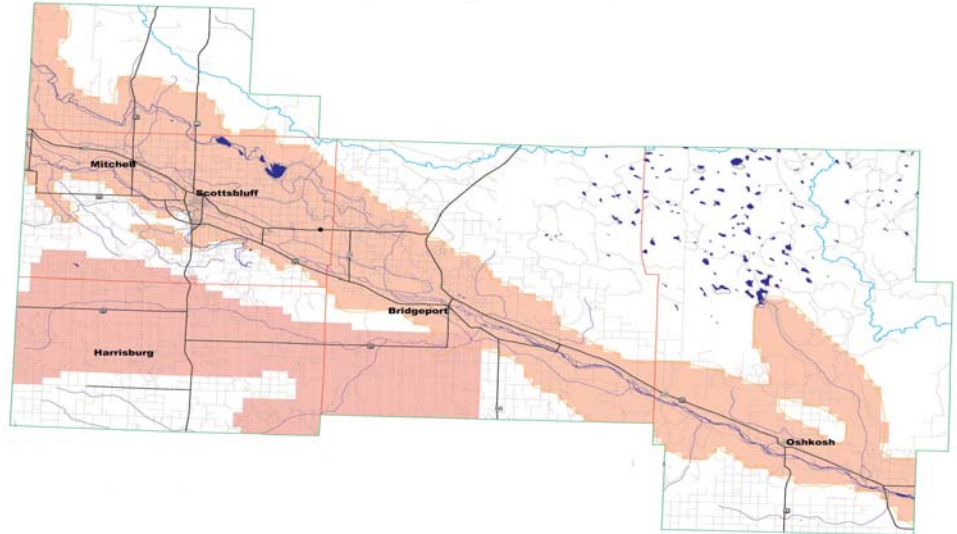 Mitchell
Scottsbluff
Bridgeport
Harrisburg
Oshkosh